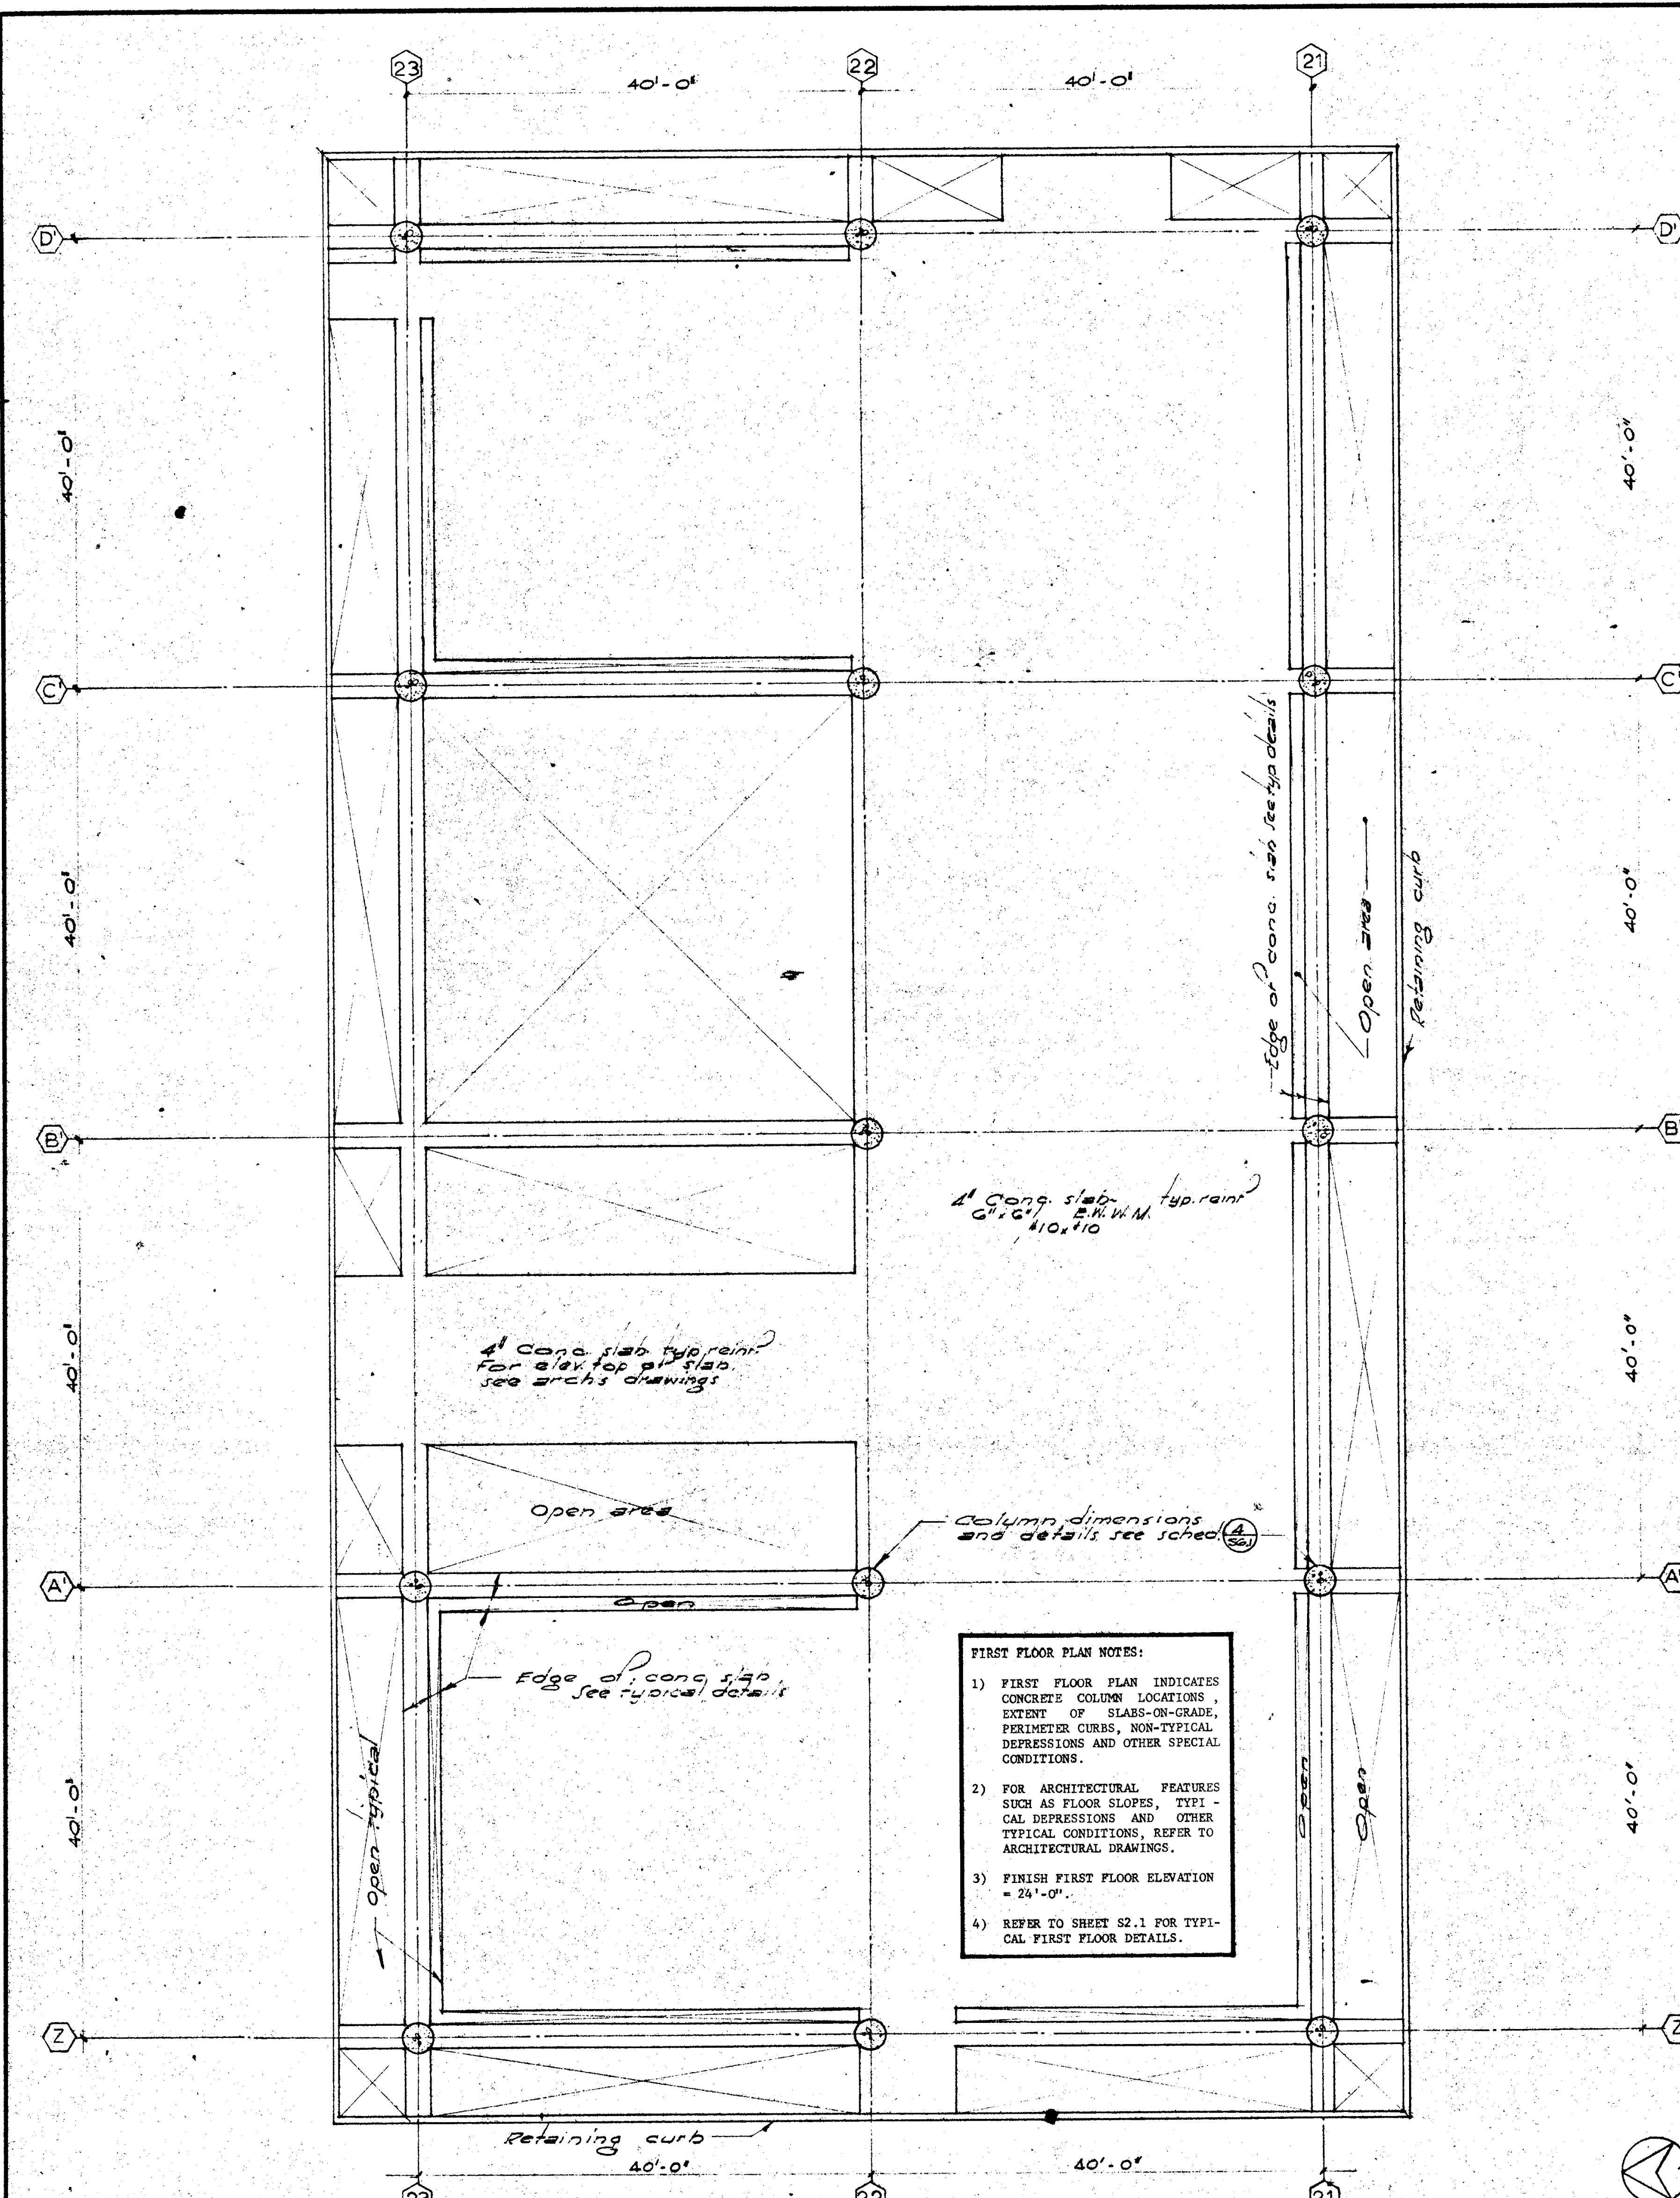 23
22
21
40'-0"
40'-0"
D'
D'
40'-0"
40'-0"
C'
C'
Edge of conc. slab see typ details
40'-0"
40'-0"
Open area
Retaining curb
B'
B'
4" Conc. slab- typ. reinf
6"x6"/ E.W.W.M.
#10x#10
4" Conc. slab typ reinf
For elev. top of slab.
see arch's drawings
40'-0"
40'-0"
Open area
Column dimensions
and details see sched.
4
S6.1
A'
A'
Open
Edge of conc slab
See typical details
FIRST FLOOR PLAN NOTES:
1) FIRST FLOOR PLAN INDICATES
CONCRETE COLUMN LOCATIONS ,
EXTENT OF SLABS-ON-GRADE,
PERIMETER CURBS, NON-TYPICAL
DEPRESSIONS AND OTHER SPECIAL
CONDITIONS.
2) FOR ARCHITECTURAL FEATURES
SUCH AS FLOOR SLOPES, TYPI -
CAL DEPRESSIONS AND OTHER
TYPICAL CONDITIONS, REFER TO
ARCHITECTURAL DRAWINGS.
3) FINISH FIRST FLOOR ELEVATION
= 24'-0".
4) REFER TO SHEET S2.1 FOR TYPI-
CAL FIRST FLOOR DETAILS.
40'-0"
Open typical
Open
Open
40'-0"
Z
Z
Retaining curb
40'-0"
40'-0"
23
22
21